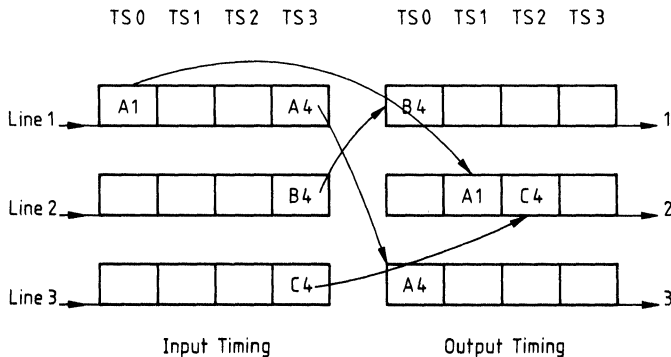 TS0 TS1 TS2 TS3 TS0 TS1 TS2 TS3
Line 1 A1 A4 B4 1
Line 2 B4 A1 C4 2
Line 3 C4 A4 3
Input Timing Output Timing